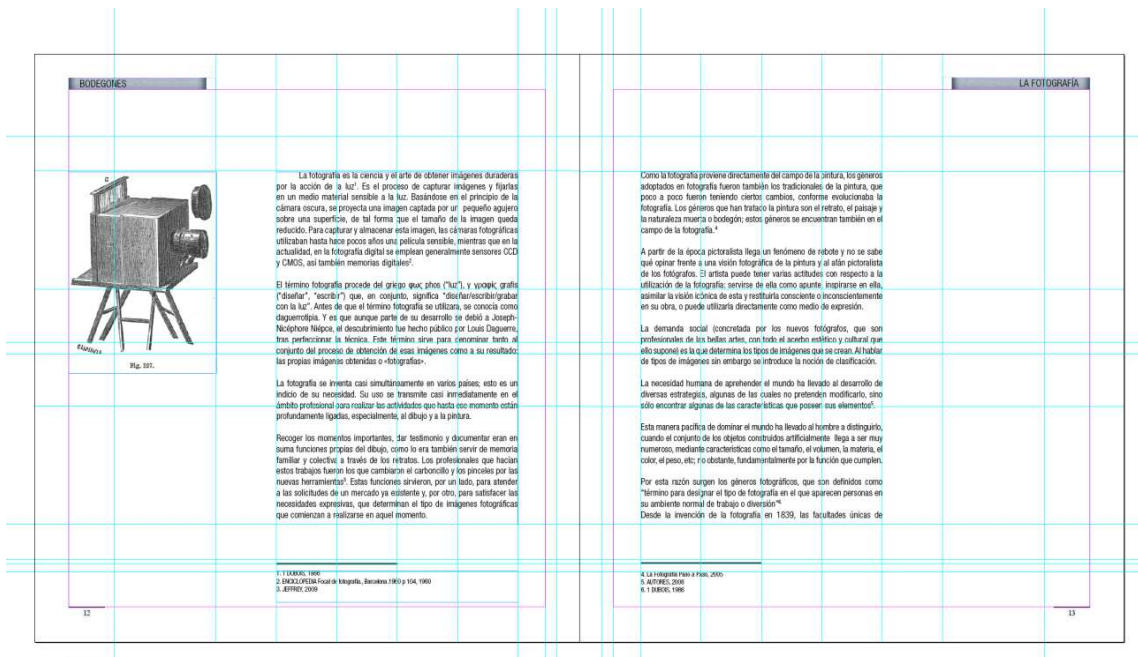 BODEGONES
La fotografía es la ciencia y el arte de obtener imágenes duraderas
por la acción de la luz¹. Es el proceso de capturar imágenes y fijarlas
en un medio material sensible a la luz. Basándose en el principio de la
cámara oscura, se proyecta una imagen captada por un pequeño agujero
sobre una superficie, de tal forma que el tamaño de la imagen queda
reducido. Para capturar y almacenar esta imagen, las cámaras fotográficas
utilizaban hasta hace pocos años una película sensible, mientras que en la
actualidad, en la fotografía digital se emplean generalmente sensores CCD
y CMOS, así también memorias digitales².
El término fotografía procede del griego φως phos ("luz"), y γραφις grafis
("diseñar", "escribir") que, en conjunto, significa "diseñar/escribir/grabar
con la luz". Antes de que el término fotografía se utilizara, se conocía como
daguerrotipia. Y es que aunque parte de su desarrollo se debió a Joseph-
Nicéphore Niépce, el descubrimiento fue hecho público por Louis Daguerre,
tras perfeccionar la técnica. Este término sirve para denominar tanto al
conjunto del proceso de obtención de esas imágenes como a su resultado:
las propias imágenes obtenidas o «fotografías».
La fotografía se inventa casi simultáneamente en varios países; esto es un
indicio de su necesidad. Su uso se transmite casi inmediatamente en el
ámbito profesional para realizar las actividades que hasta ese momento están
profundamente ligadas, especialmente, al dibujo y a la pintura.
Recoger los momentos importantes, dar testimonio y documentar eran en
suma funciones propias del dibujo, como lo era también servir de memoria
familiar y colectiva a través de los retratos. Los profesionales que hacían
estos trabajos fueron los que cambiaron el carboncillo y los pinceles por las
nuevas herramientas³. Estas funciones sirvieron, por un lado, para atender
a las solicitudes de un mercado ya existente y, por otro, para satisfacer las
necesidades expresivas, que determinan el tipo de imágenes fotográficas
que comienzan a realizarse en aquel momento.
Fig. 327.
1. 1 DUBOIS, 1986
2. ENCICLOPEDIA Focal de fotografía., Barcelona.1960 p 104, 1960
3. JEFFREY, 2009
12
LA FOTOGRAFÍA
Como la fotografía proviene directamente del campo de la pintura, los géneros
adoptados en fotografía fueron también los tradicionales de la pintura, que
poco a poco fueron teniendo ciertos cambios, conforme evolucionaba la
fotografía. Los géneros que han tratado la pintura son el retrato, el paisaje y
la naturaleza muerta o bodegón; estos géneros se encuentran también en el
campo de la fotografía.⁴
A partir de la época pictoralista llega un fenómeno de rebote y no se sabe
qué opinar frente a una visión fotográfica de la pintura y al afán pictoralista
de los fotógrafos. El artista puede tener varias actitudes con respecto a la
utilización de la fotografía; servirse de ella como apunte, inspirarse en ella,
asimilar la visión icónica de esta y restituirla consciente o inconscientemente
en su obra, o puede utilizarla directamente como medio de expresión.
La demanda social (concretada por los nuevos fotógrafos, que son
profesionales de las bellas artes, con todo el acerbo estético y cultural que
ello supone) es la que determina los tipos de imágenes que se crean. Al hablar
de tipos de imágenes sin embargo se introduce la noción de clasificación.
La necesidad humana de aprehender el mundo ha llevado al desarrollo de
diversas estrategias, algunas de las cuales no pretenden modificarlo, sino
sólo encontrar algunas de las características que poseen sus elementos⁵.
Esta manera pacífica de dominar el mundo ha llevado al hombre a distinguirlo,
cuando el conjunto de los objetos construidos artificialmente llega a ser muy
numeroso, mediante características como el tamaño, el volumen, la materia, el
color, el peso, etc; no obstante, fundamentalmente por la función que cumplen.
Por esta razón surgen los géneros fotográficos, que son definidos como
"término para designar el tipo de fotografía en el que aparecen personas en
su ambiente normal de trabajo o diversión"⁶
Desde la invención de la fotografía en 1839, las facultades únicas de
4. La Fotografía Paso a Paso, 2005
5. AUTORES, 2006
6. 1 DUBOIS, 1986
13